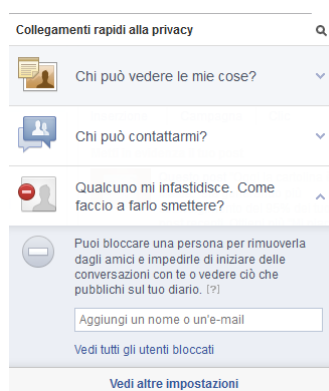 Collegamenti rapidi alla privacy
Chi può vedere le mie cose?
Chi può contattarmi?
Qualcuno mi infastidisce. Come
faccio a farlo smettere?
Puoi bloccare una persona per rimuoverla
dagli amici e impedirle di iniziare delle
conversazioni con te o vedere ciò che
pubblichi sul tuo diario. [?]
Aggiungi un nome o un'e-mail
Vedi tutti gli utenti bloccati
Vedi altre impostazioni